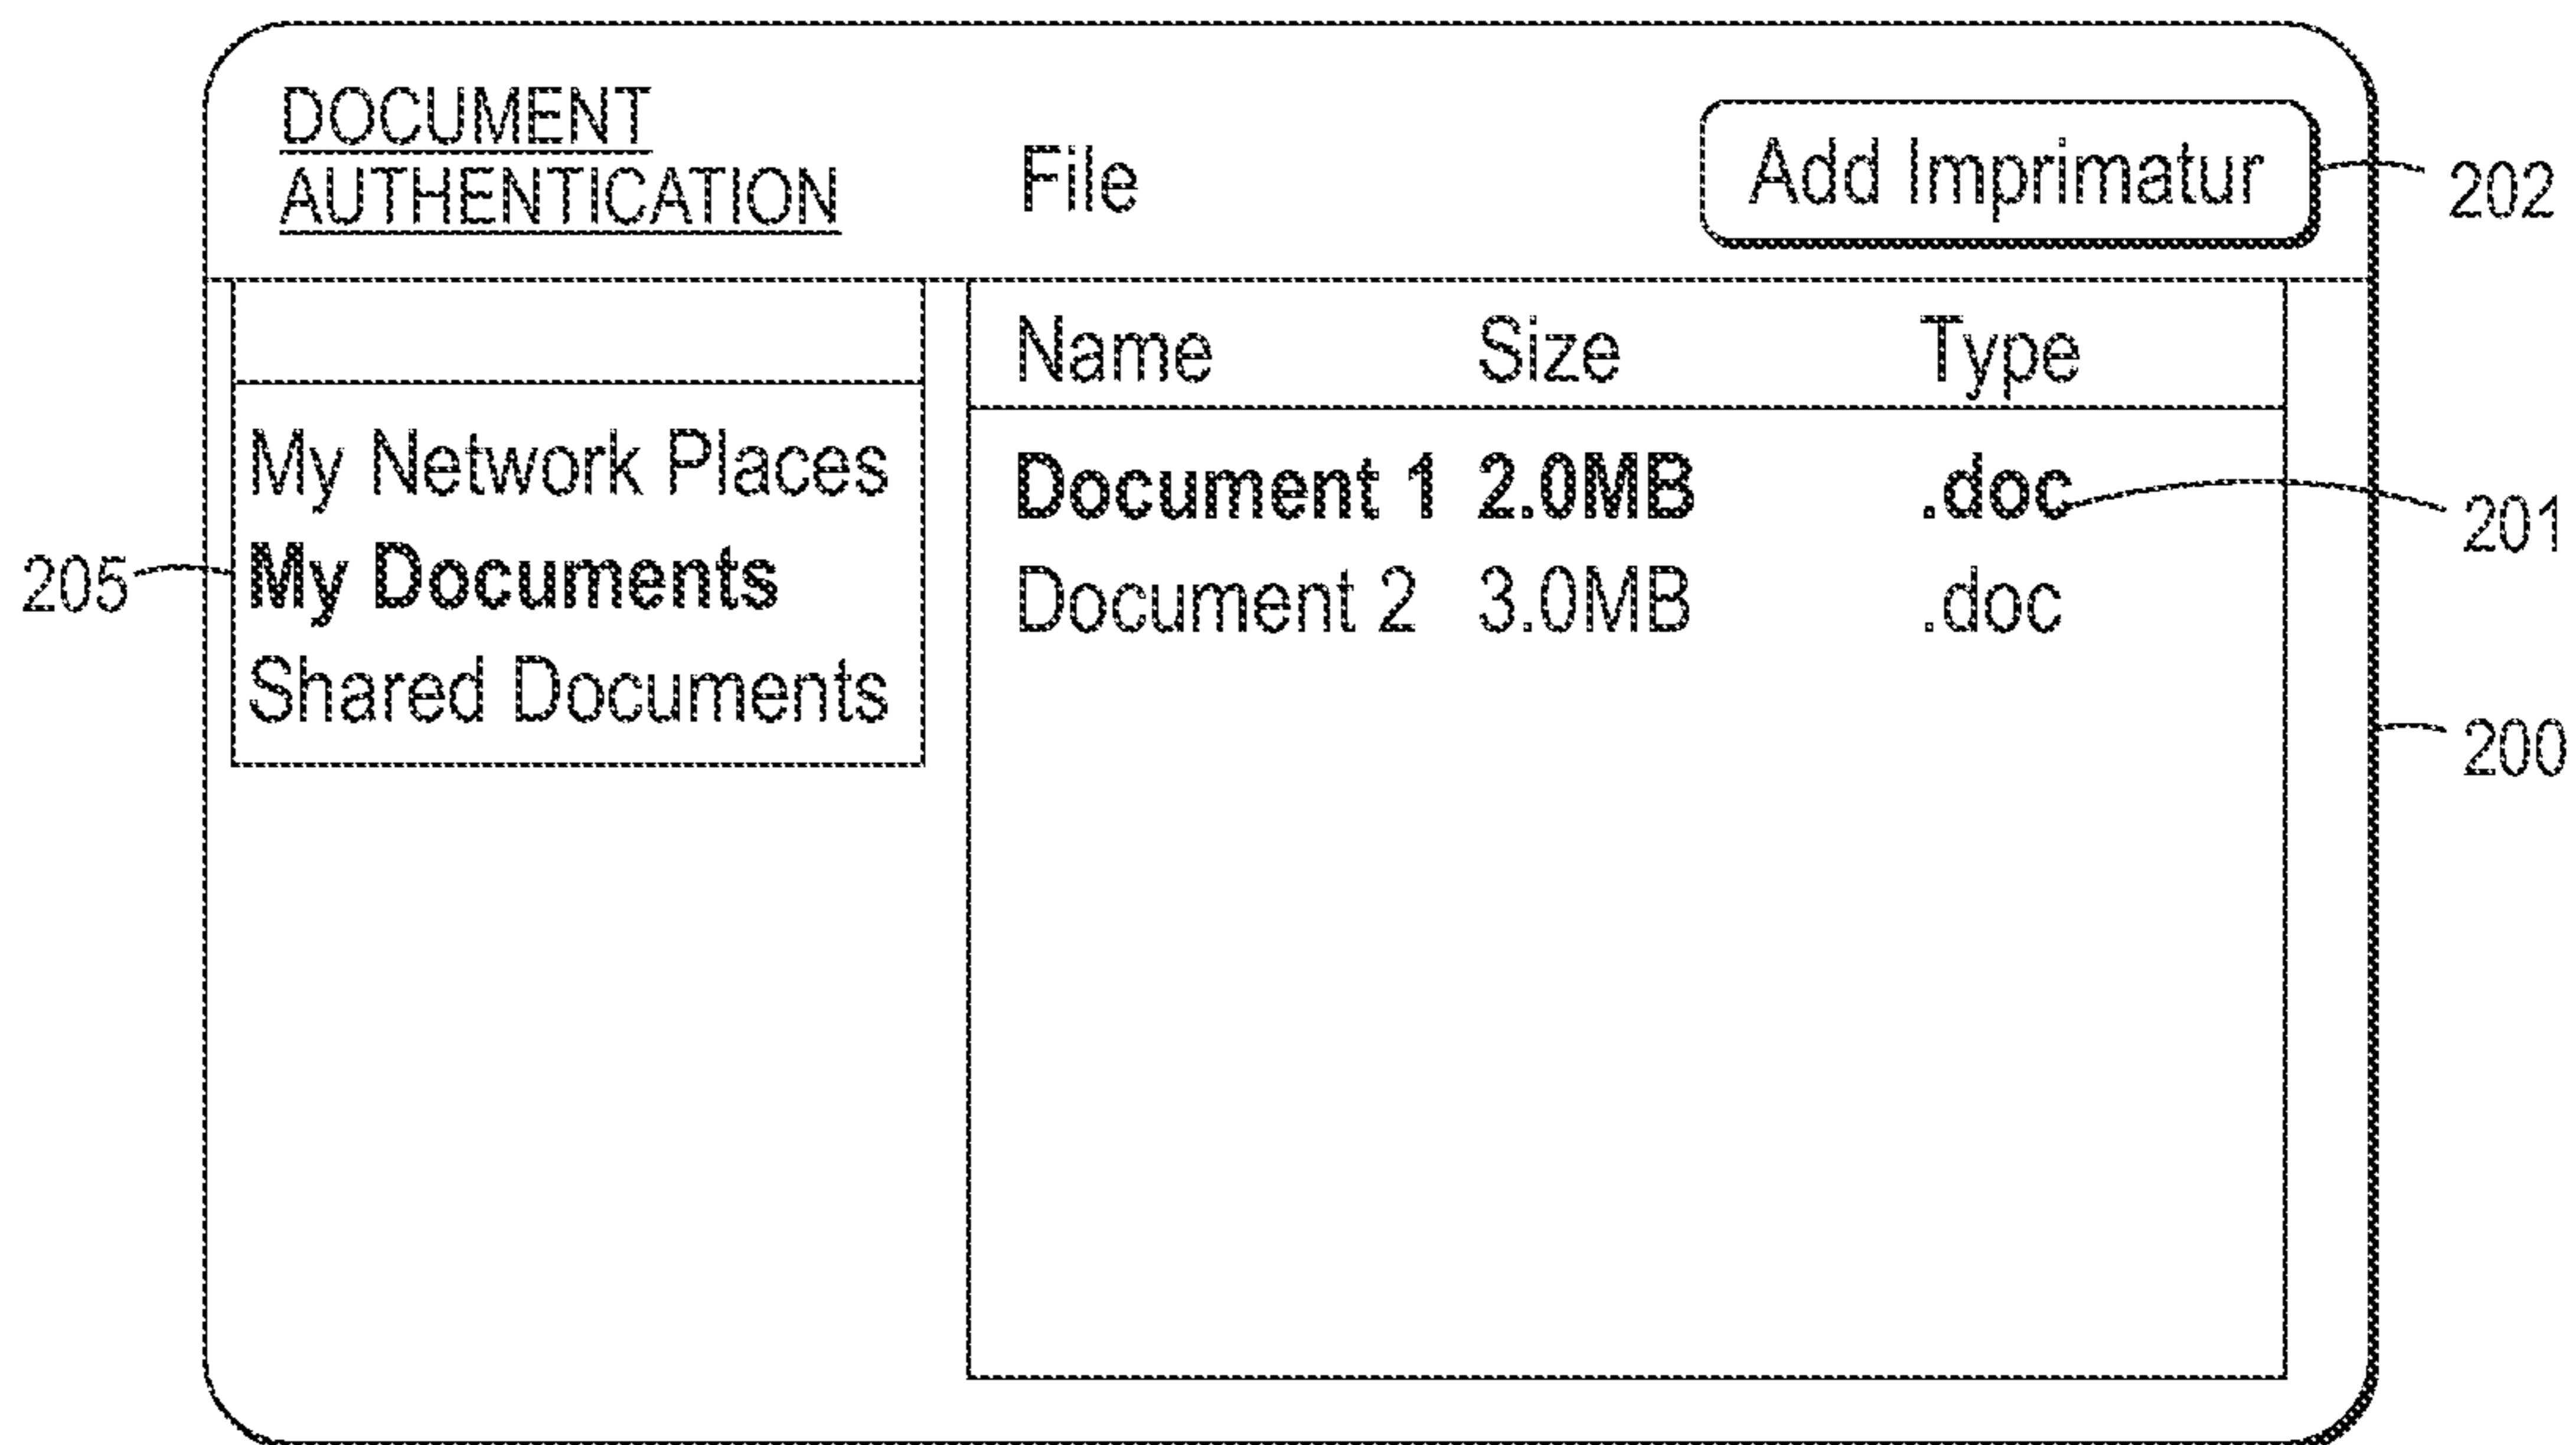 DOCUMENT
AUTHENTICATION
File
Add Imprimatur
202
Name Size Type
My Network Places
My Documents
Shared Documents
205
Document 1 2.0MB .doc
201
Document 2 3.0MB .doc
200